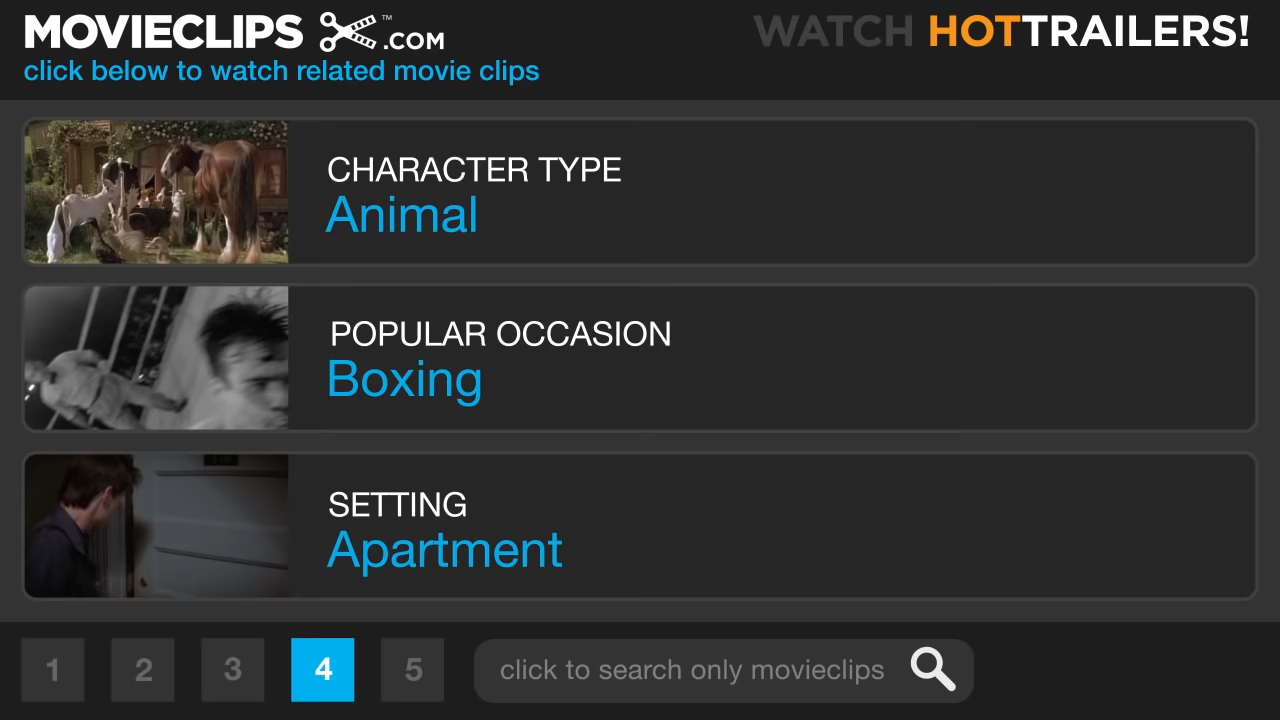 MOVIECLIPS ™ .COM
WATCH HOTTRAILERS!
click below to watch related movie clips
CHARACTER TYPE
Animal
POPULAR OCCASION
Boxing
SETTING
Apartment
1 2 3 4 5 click to search only movieclips